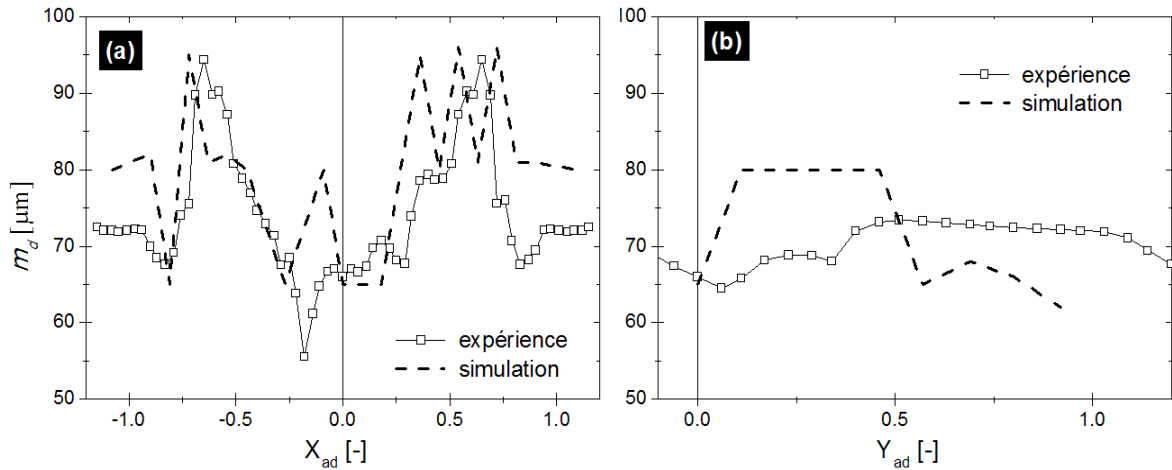 (a)
100
90
80
70
60
50
m_d [µm]
expérience
simulation
-1.0 -0.5 0.0 0.5 1.0
X_ad [-]
(b)
100
90
80
70
60
50
expérience
simulation
0.0 0.5 1.0
Y_ad [-]